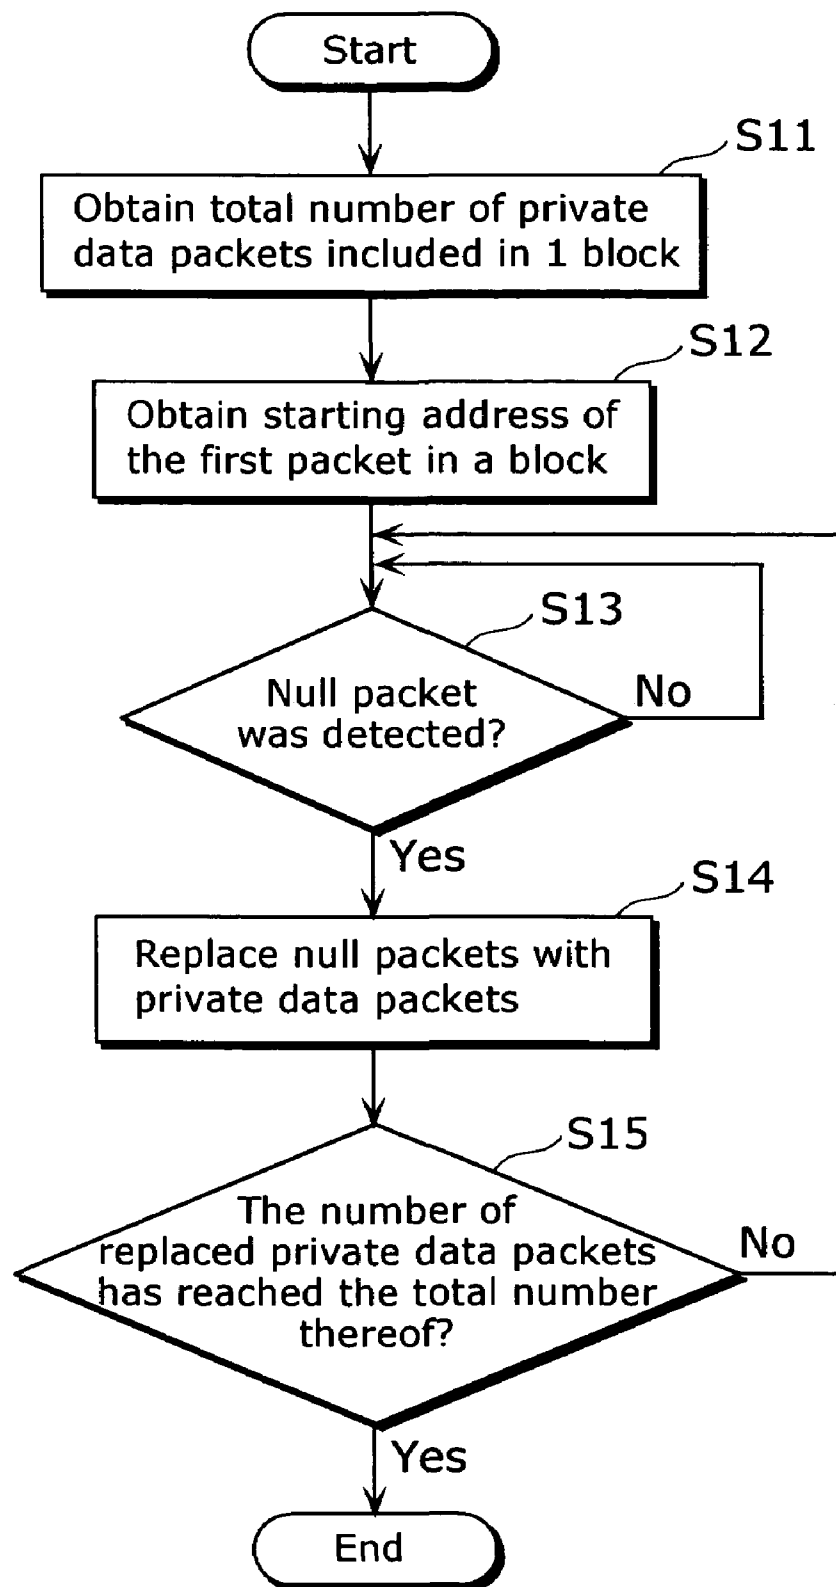 Start
S11
Obtain total number of private
data packets included in 1 block
S12
Obtain starting address of
the first packet in a block
S13
Null packet
was detected?
No
Yes
S14
Replace null packets with
private data packets
S15
The number of
replaced private data packets
has reached the total number
thereof?
No
Yes
End